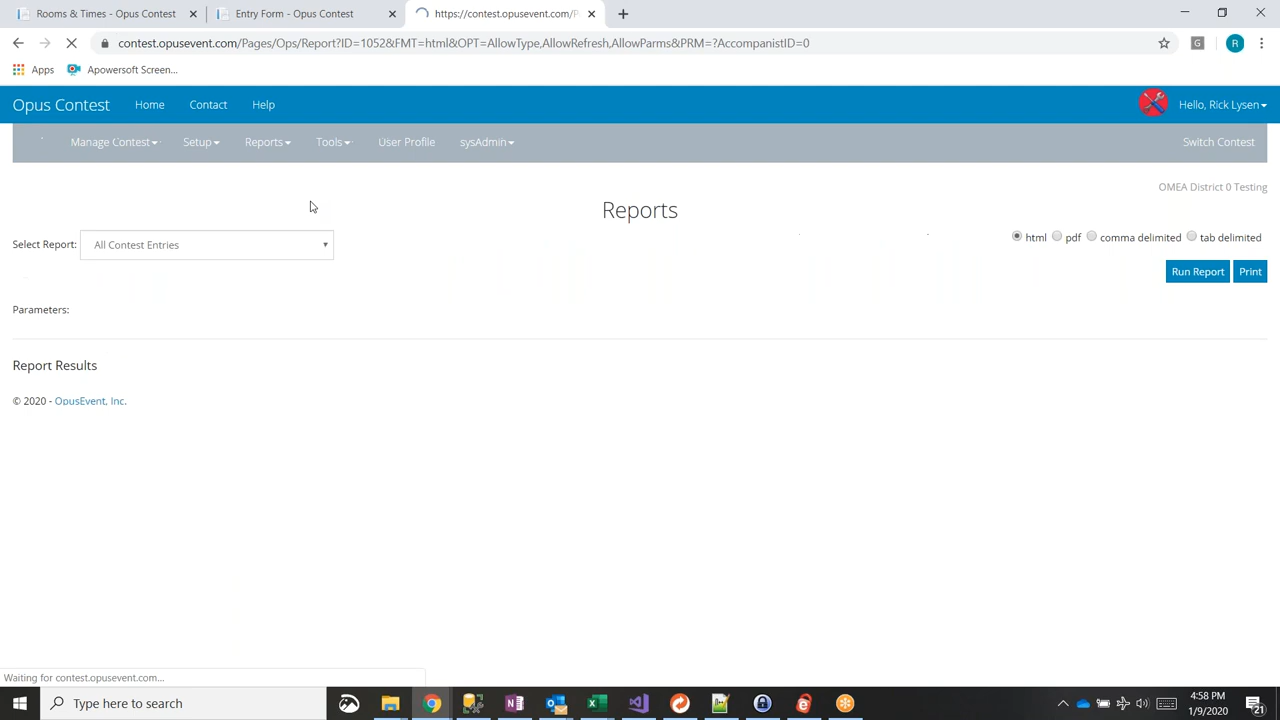 Rooms & Times - Opus Contest
Entry Form - Opus Contest
https://contest.opusevent.com/P
contest.opusevent.com/Pages/Ops/Report?ID=1052&FMT=html&OPT=AllowType,AllowRefresh,AllowParms&PRM=?AccompanistID=0
G
R
Apps
Apowersoft Screen...
Opus Contest
Home
Contact
Help
Hello, Rick Lysen
Manage Contest
Setup
Reports
Tools
User Profile
sysAdmin
Switch Contest
OMEA District 0 Testing
Reports
Select Report:
All Contest Entries
html
pdf
comma delimited
tab delimited
Run Report
Print
Parameters:
Report Results
© 2020 - OpusEvent, Inc.
Waiting for contest.opusevent.com...
Type here to search
4:58 PM
1/9/2020
21